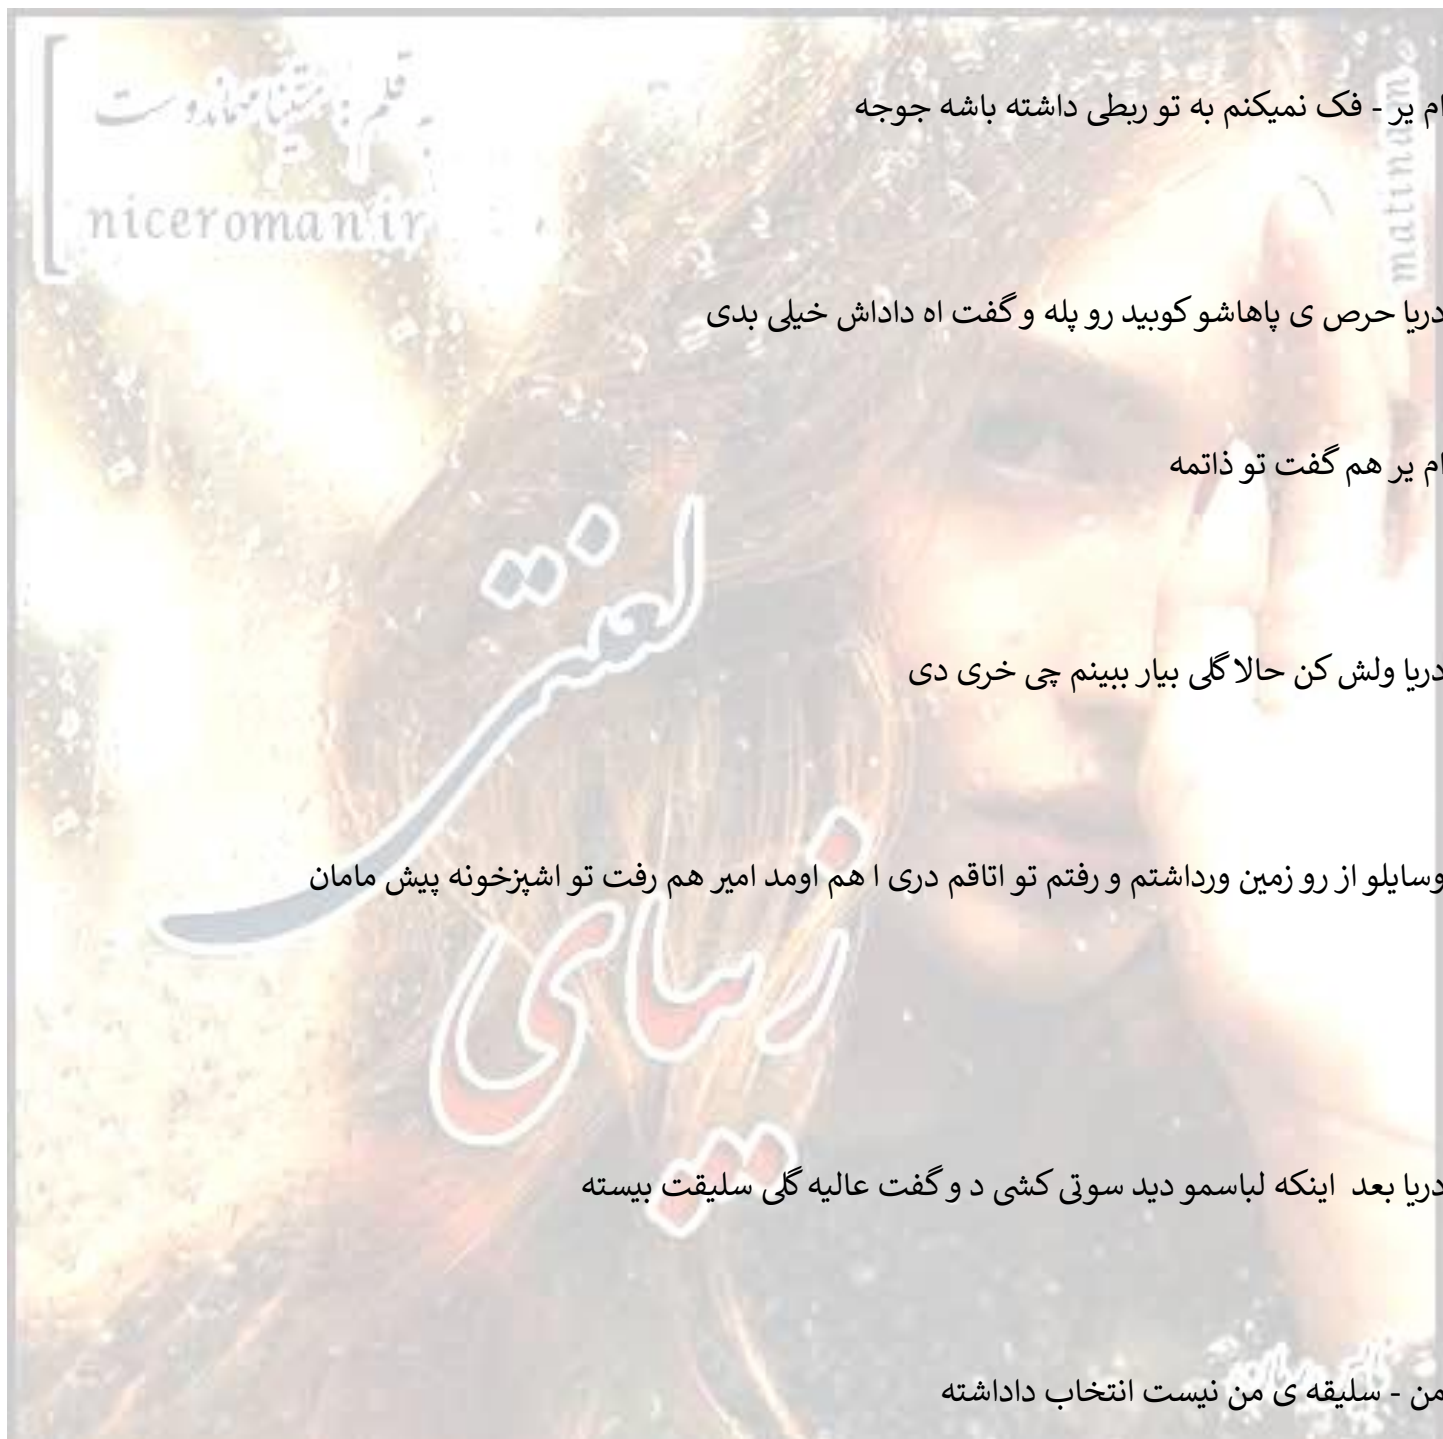 به قلم :
niceroman.ir
matinam
ام یر - فک نمیکنم به تو ربطی داشته باشه جوجه
دریا حرص ی پاهاشو کوبید رو پله و گفت اه داداش خیلی بدی
ام یر هم گفت تو ذاتمه
لعنتی
دریا ولش کن حالا گلی بیار ببینم چی خری دی
زیبای
وسایلو از رو زمین ورداشتم و رفتم تو اتاقم دری ا هم اومد امیر هم رفت تو اشپزخونه پیش مامان
دریا بعد اینکه لباسمو دید سوتی کشی د و گفت عالیه گلی سلیقت بیسته
من - سلیقه ی من نیست انتخاب داداشته